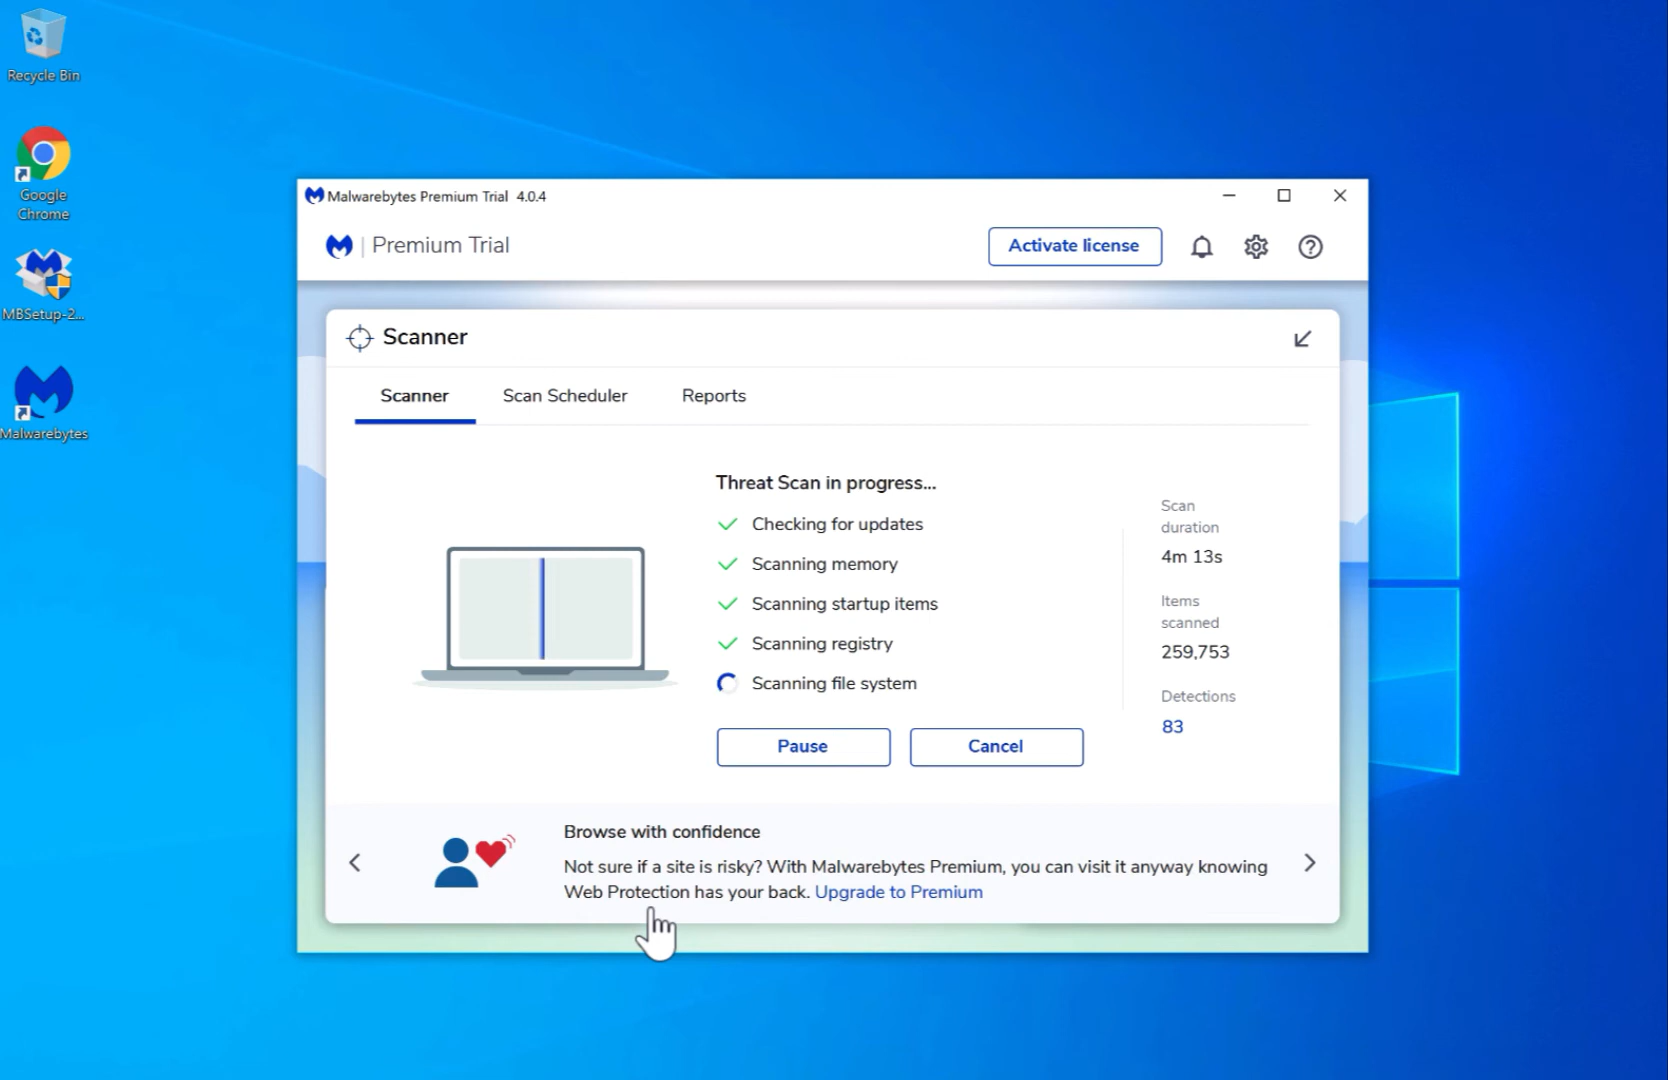 Recycle Bin
Google
Chrome
MBSetup-2...
Malwarebytes
Malwarebytes Premium Trial 4.0.4
Premium Trial
Activate license
Scanner
Scanner
Scan Scheduler
Reports
Threat Scan in progress...
Checking for updates
Scanning memory
Scanning startup items
Scanning registry
Scanning file system
Pause
Cancel
Scan
duration
4m 13s
Items
scanned
259,753
Detections
83
Browse with confidence
Not sure if a site is risky? With Malwarebytes Premium, you can visit it anyway knowing
Web Protection has your back. Upgrade to Premium